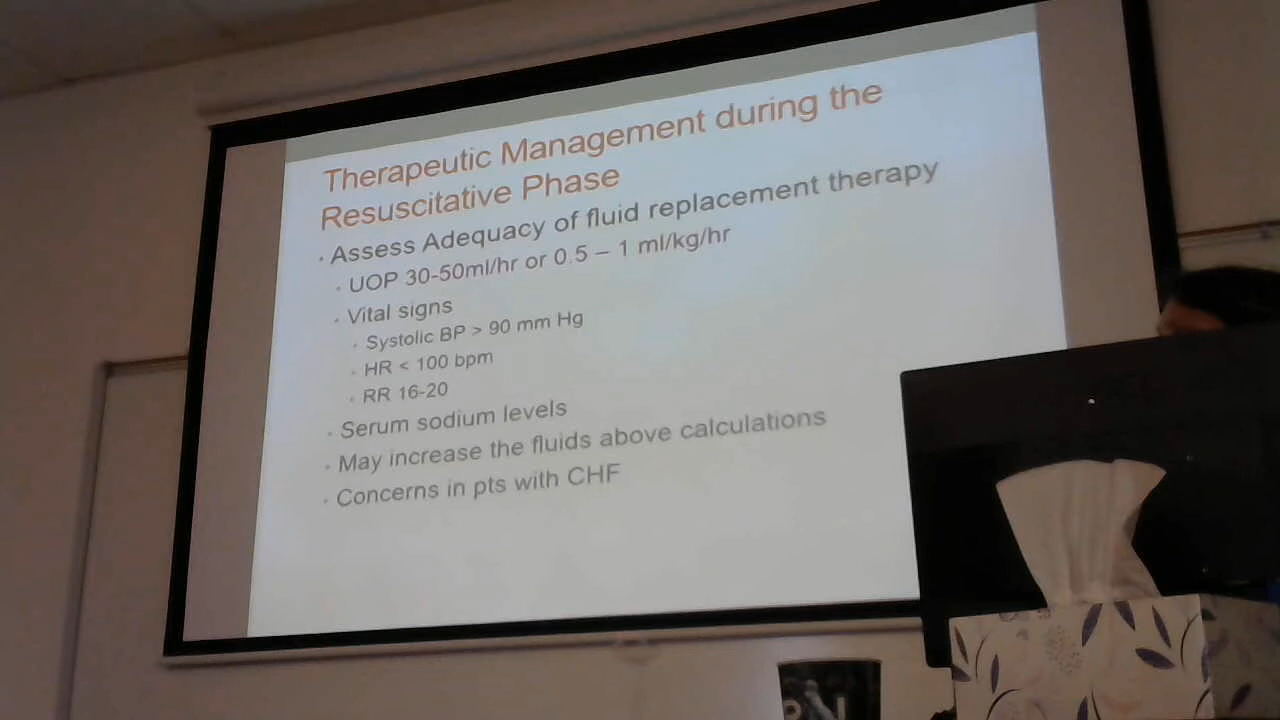 Therapeutic Management during the
Resuscitative Phase
• Assess Adequacy of fluid replacement therapy
• UOP 30-50ml/hr or 0.5 – 1 ml/kg/hr
• Vital signs
• Systolic BP > 90 mm Hg
• HR < 100 bpm
• RR 16-20
• Serum sodium levels
• May increase the fluids above calculations
• Concerns in pts with CHF